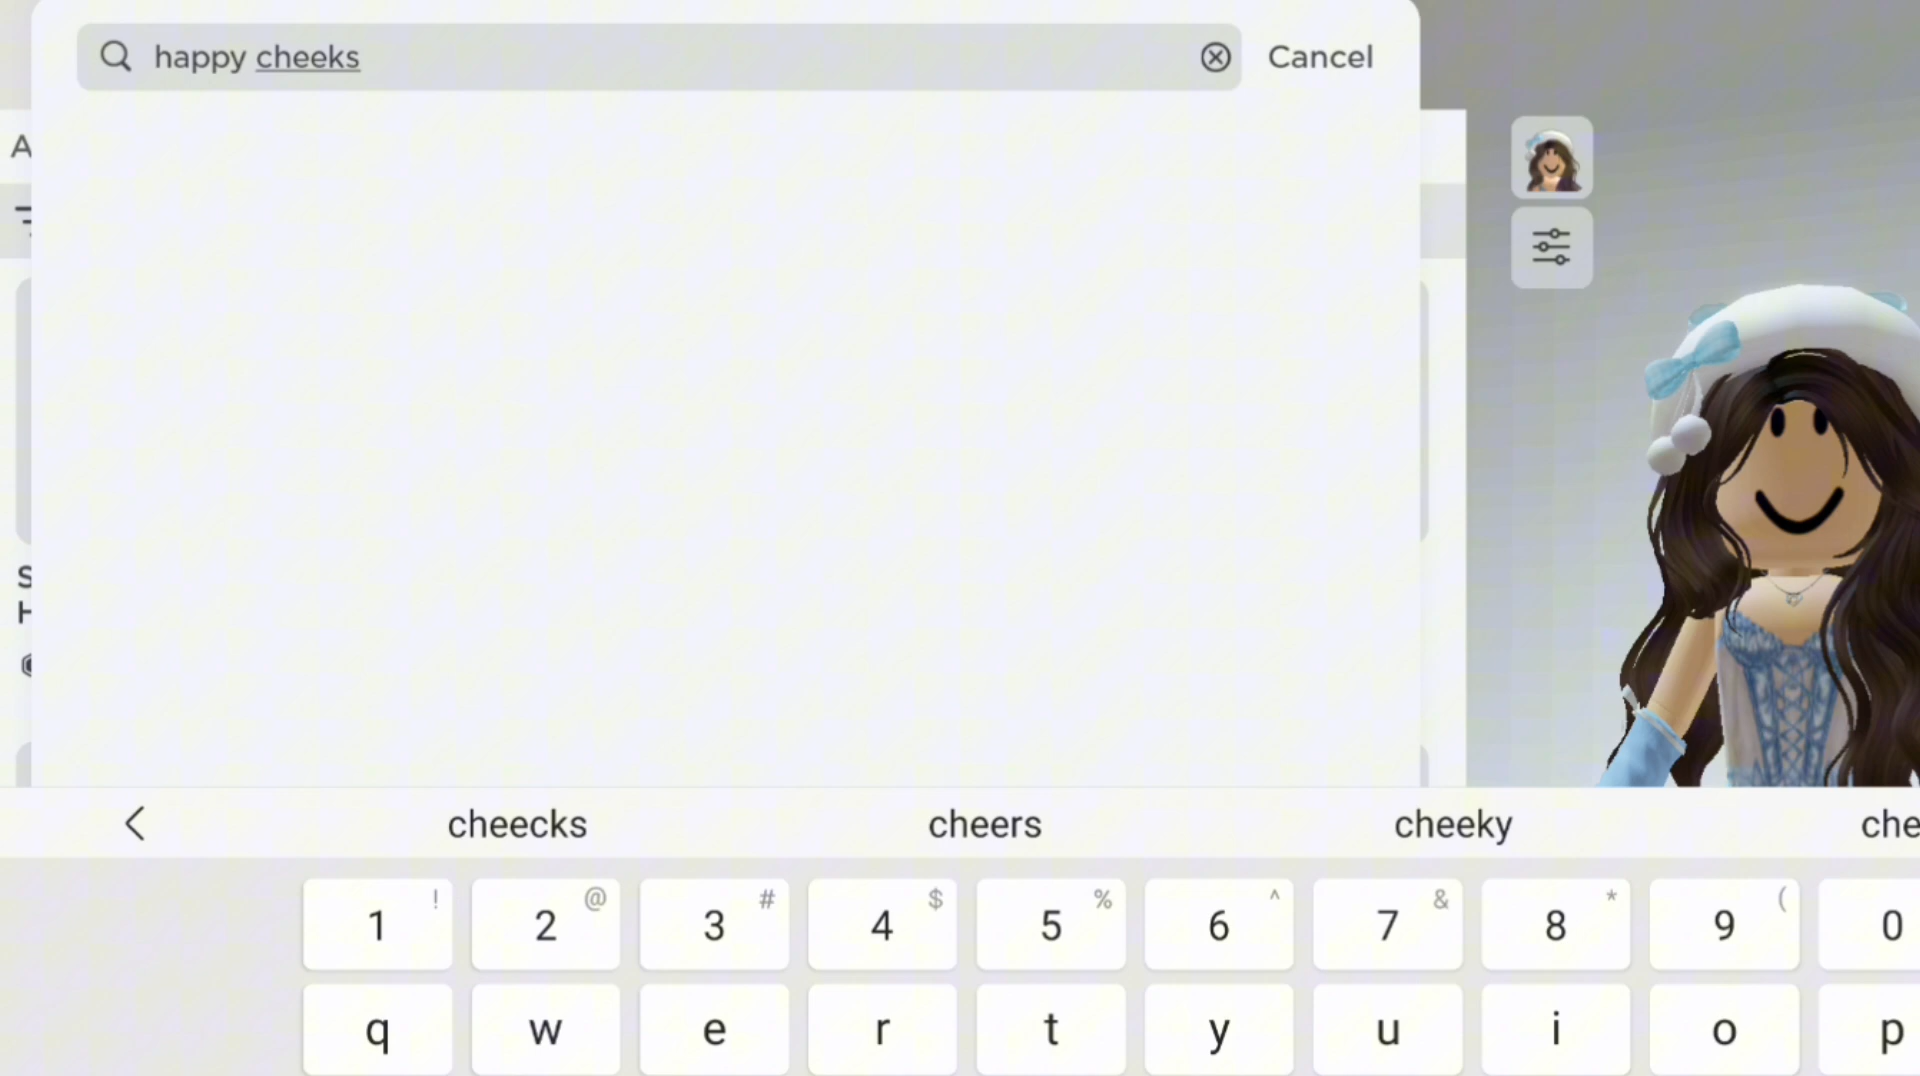 happy cheeks
Cancel
A
S
H
cheecks cheers cheeky che
! @ # $ % ^ & * (
1 2 3 4 5 6 7 8 9 0
q w e r t y u i o p